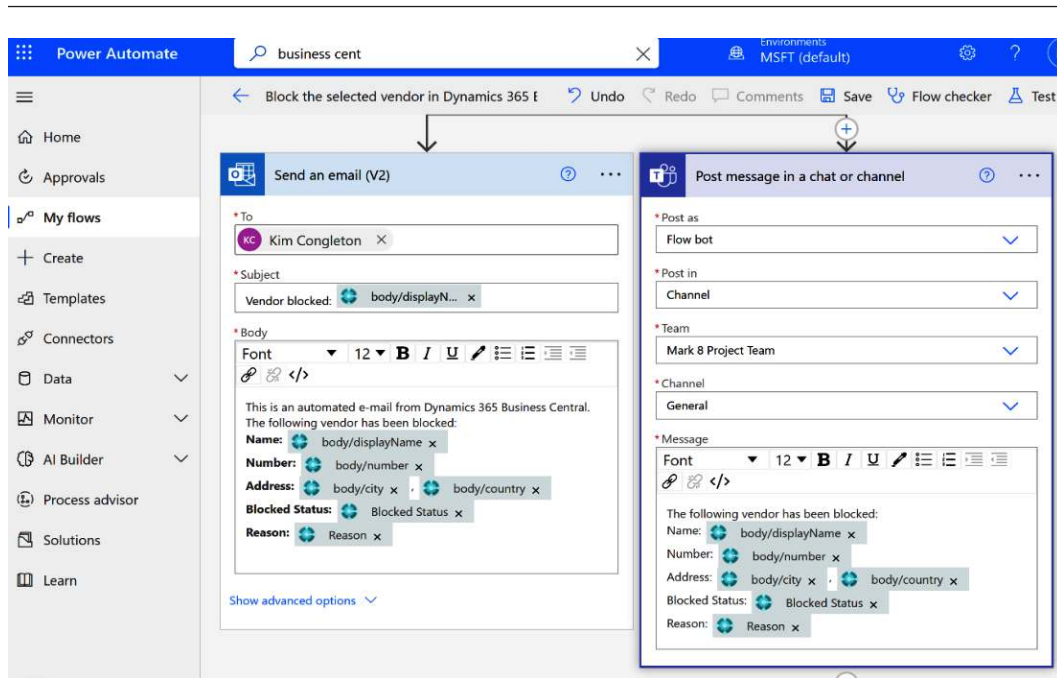 Power Automate
business cent
Environments
MSFT (default)
?
Block the selected vendor in Dynamics 365 E
Undo
Redo
Comments
Save
Flow checker
Test
Home
Approvals
My flows
Create
Templates
Connectors
Data
Monitor
AI Builder
Process advisor
Solutions
Learn
Send an email (V2)
* To
KC Kim Congleton ×
* Subject
Vendor blocked: body/displayN... ×
* Body
Font 12 B I U
</>
This is an automated e-mail from Dynamics 365 Business Central.
The following vendor has been blocked:
Name: body/displayName ×
Number: body/number ×
Address: body/city × , body/country ×
Blocked Status: Blocked Status ×
Reason: Reason ×
Show advanced options
Post message in a chat or channel
* Post as
Flow bot
* Post in
Channel
* Team
Mark 8 Project Team
* Channel
General
* Message
Font 12 B I U
</>
The following vendor has been blocked:
Name: body/displayName ×
Number: body/number ×
Address: body/city × , body/country ×
Blocked Status: Blocked Status ×
Reason: Reason ×